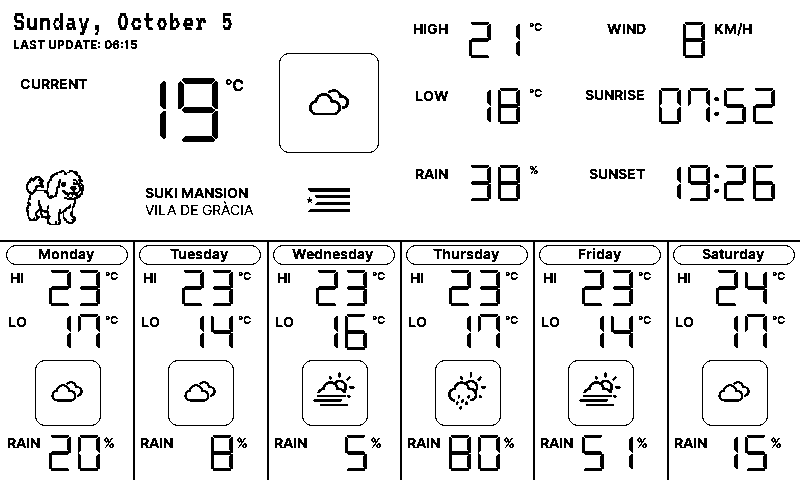 Sunday, October 5
LAST UPDATE: 06:15
CURRENT
19 °C
SUKI MANSION
VILA DE GRÀCIA
HIGH 21 °C
LOW 18 °C
RAIN 38 %
WIND 8 KM/H
SUNRISE 07:52
SUNSET 19:26
Monday
HI 23 °C
LO 17 °C
RAIN 20 %
Tuesday
HI 23 °C
LO 14 °C
RAIN 8 %
Wednesday
HI 23 °C
LO 16 °C
RAIN 5 %
Thursday
HI 23 °C
LO 17 °C
RAIN 80 %
Friday
HI 23 °C
LO 14 °C
RAIN 51 %
Saturday
HI 24 °C
LO 17 °C
RAIN 15 %